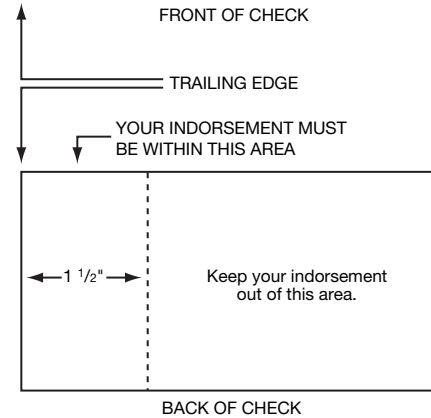 FRONT OF CHECK
TRAILING EDGE
YOUR INDORSEMENT MUST
BE WITHIN THIS AREA
1 1/2"
Keep your indorsement
out of this area.
BACK OF CHECK